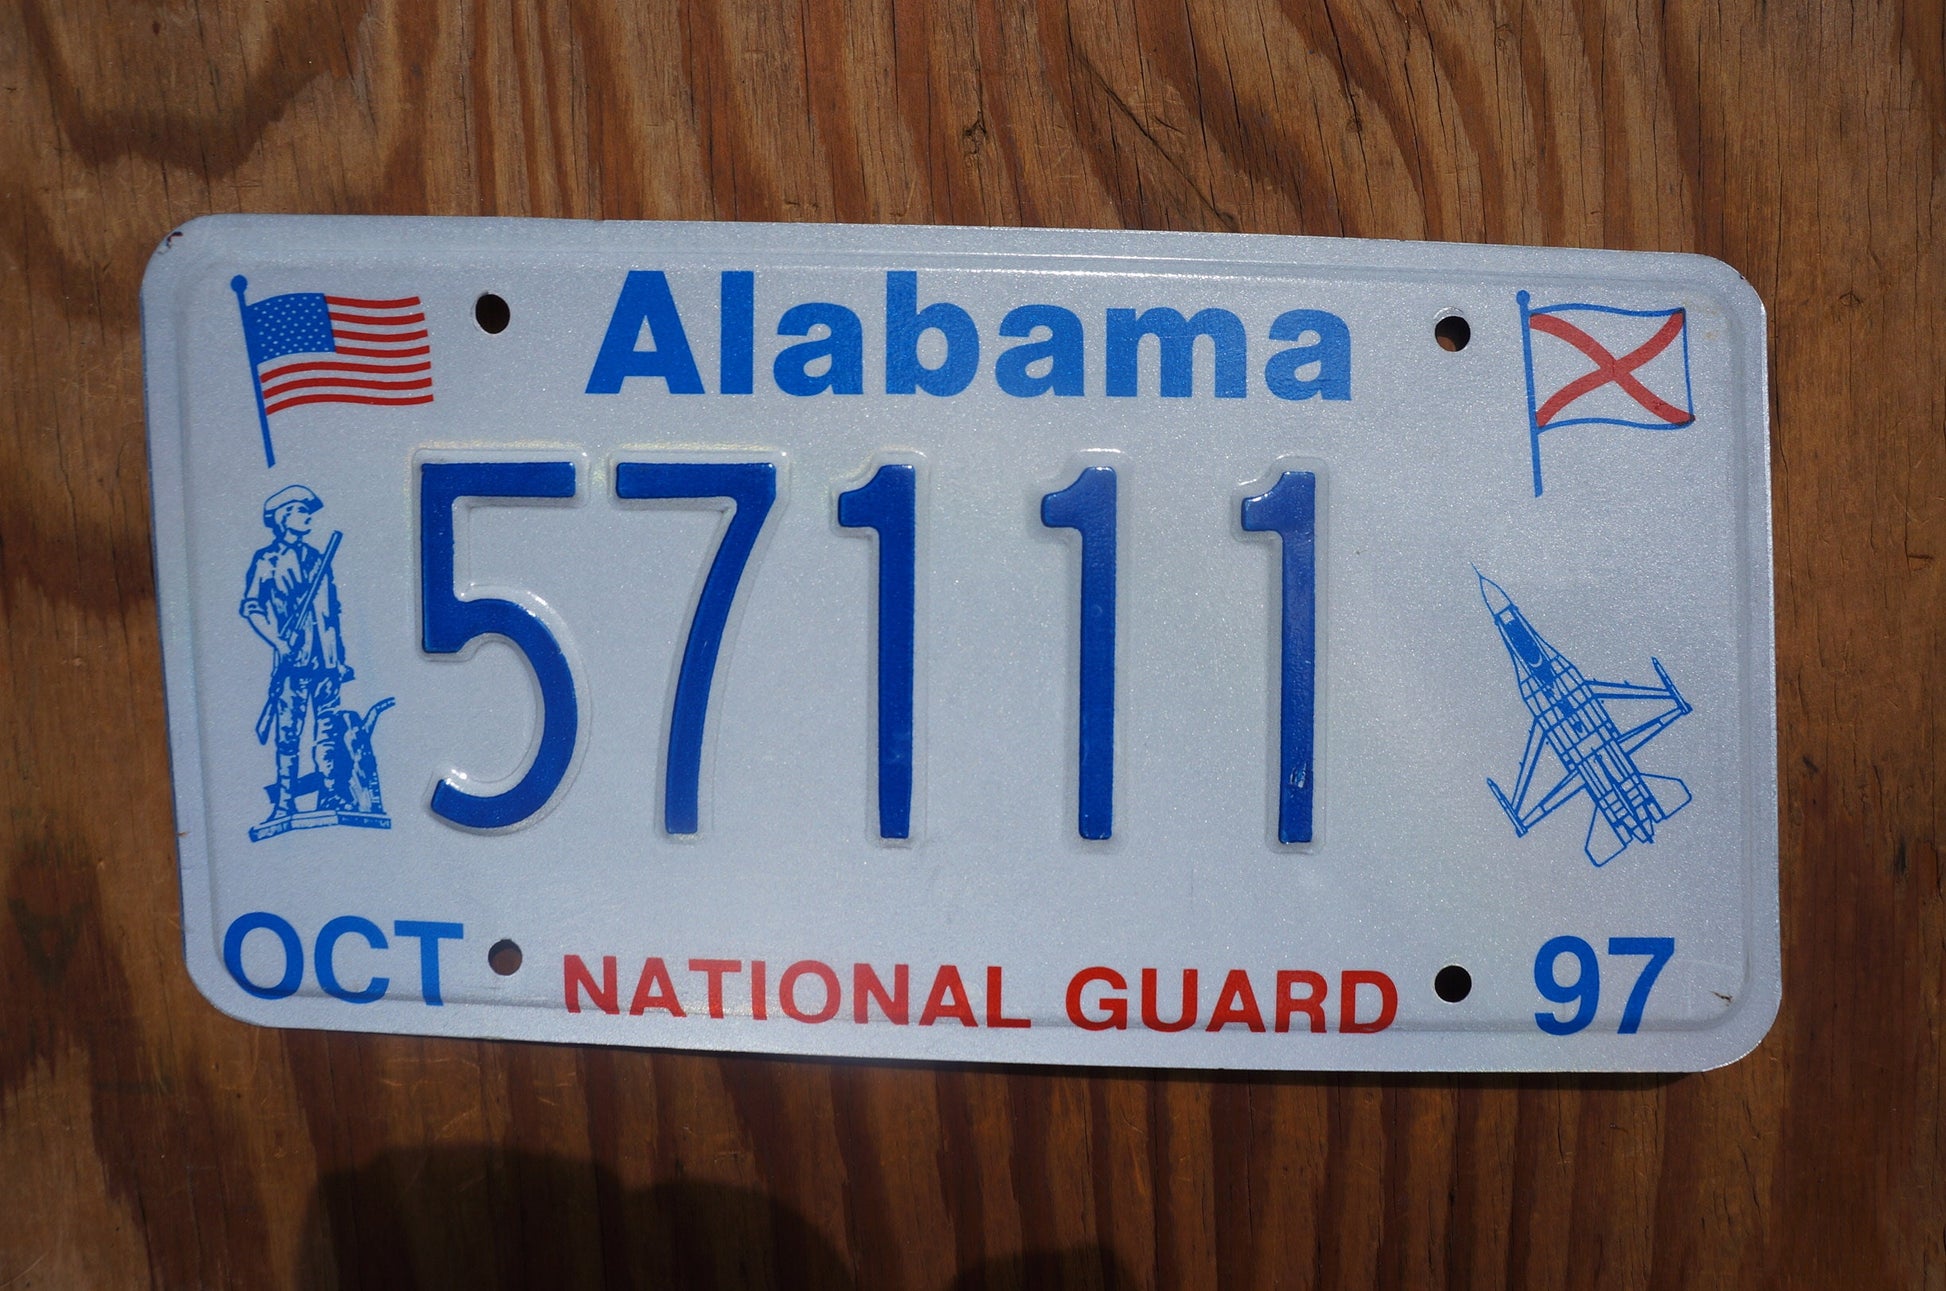 Alabama
57111
OCT NATIONAL GUARD 97